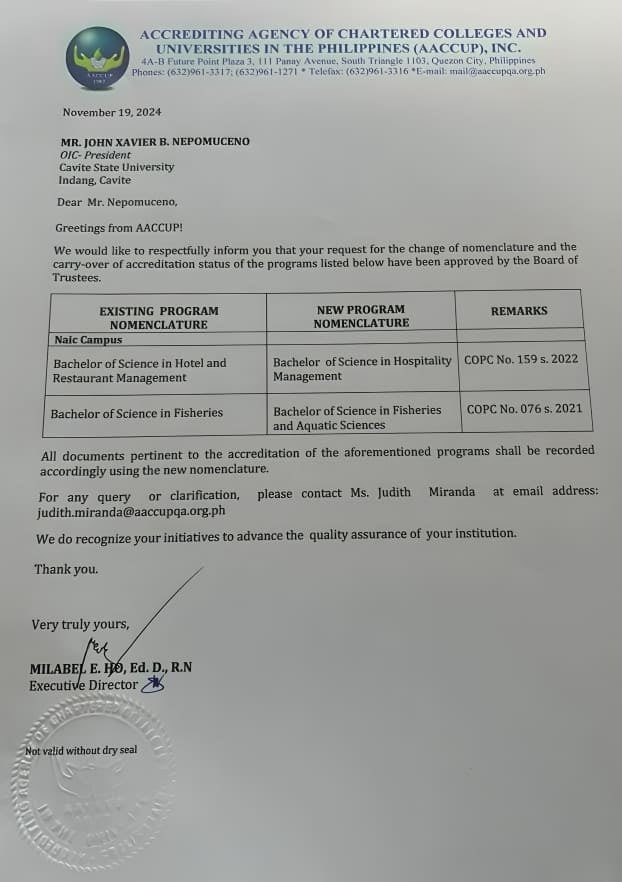 ACCREDITING AGENCY OF CHARTERED COLLEGES AND
UNIVERSITIES IN THE PHILIPPINES (AACCUP), INC.
4A-B Future Point Plaza 3, 111 Panay Avenue, South Triangle 1103, Quezon City, Philippines
Phones: (632)961-3317; (632)961-1271 * Telefax: (632)961-3316 *E-mail: mail@aaccupqa.org.ph
AACCUP
1987
November 19, 2024
MR. JOHN XAVIER B. NEPOMUCENO
OIC- President
Cavite State University
Indang, Cavite
Dear Mr. Nepomuceno,
Greetings from AACCUP!
We would like to respectfully inform you that your request for the change of nomenclature and the
carry-over of accreditation status of the programs listed below have been approved by the Board of
Trustees.
EXISTING PROGRAM
NOMENCLATURE
NEW PROGRAM
NOMENCLATURE
REMARKS
Naic Campus
Bachelor of Science in Hotel and
Restaurant Management
Bachelor of Science in Hospitality
Management
COPC No. 159 s. 2022
Bachelor of Science in Fisheries
Bachelor of Science in Fisheries
and Aquatic Sciences
COPC No. 076 s. 2021
All documents pertinent to the accreditation of the aforementioned programs shall be recorded
accordingly using the new nomenclature.
For any query or clarification, please contact Ms. Judith Miranda at email address:
judith.miranda@aaccupqa.org.ph
We do recognize your initiatives to advance the quality assurance of your institution.
Thank you.
Very truly yours,
MILABEL E. HO, Ed. D., R.N
Executive Director
Not valid without dry seal